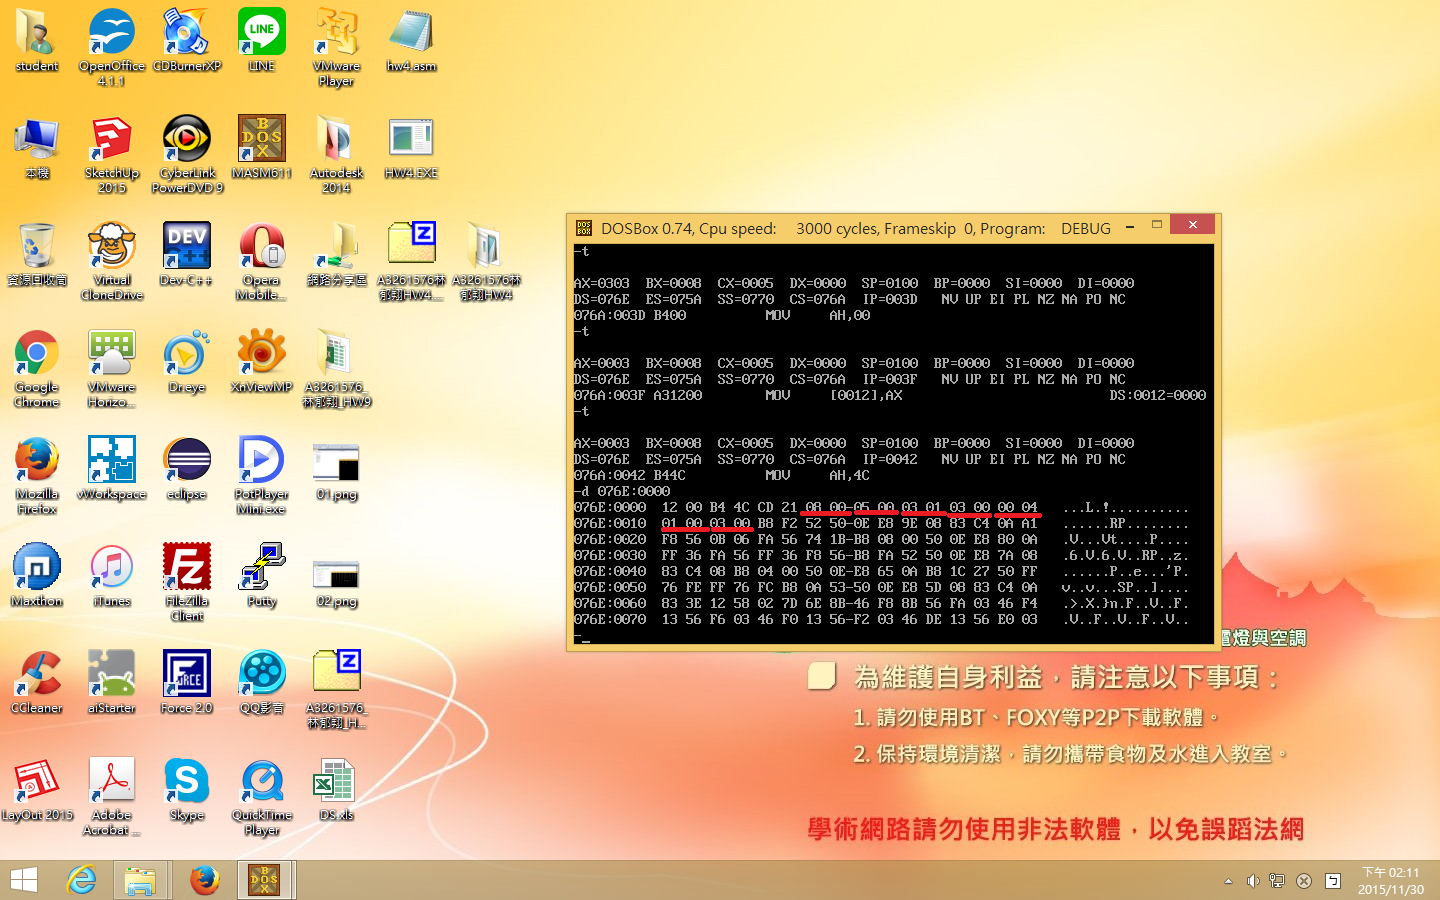 student
OpenOffice 4.1.1
CDBurnerXP
LINE
VMware Player
hw4.asm
本機
SketchUp 2015
CyberLink PowerDVD 9
MASM611
Autodesk 2014
HW4.EXE
資源回收筒
Virtual CloneDrive
Dev-C++
Opera Mobile...
網路分享區
A3261576林郁翔HW4....
A3261576林郁翔HW4
Google Chrome
VMware Horizo...
Dr.eye
XnViewMP
A3261576_林郁翔_HW9
Mozilla Firefox
vWorkspace
eclipse
PotPlayer Mini.exe
01.png
Maxthon
iTunes
FileZilla Client
Putty
02.png
CCleaner
aiStarter
Force 2.0
QQ影音
A3261576_林郁翔_H...
LayOut 2015
Adobe Acrobat ...
Skype
QuickTime Player
DS.xls
DOSBox 0.74, Cpu speed: 3000 cycles, Frameskip 0, Program: DEBUG
-t
AX=0303 BX=0008 CX=0005 DX=0000 SP=0100 BP=0000 SI=0000 DI=0000
DS=076E ES=075A SS=0770 CS=076A IP=003D NV UP EI PL NZ NA PO NC
076A:003D B400 MOV AH,00
-t
AX=0003 BX=0008 CX=0005 DX=0000 SP=0100 BP=0000 SI=0000 DI=0000
DS=076E ES=075A SS=0770 CS=076A IP=003F NV UP EI PL NZ NA PO NC
076A:003F A31200 MOV [0012],AX DS:0012=0000
-t
AX=0003 BX=0008 CX=0005 DX=0000 SP=0100 BP=0000 SI=0000 DI=0000
DS=076E ES=075A SS=0770 CS=076A IP=0042 NV UP EI PL NZ NA PO NC
076A:0042 B44C MOV AH,4C
-d 076E:0000
076E:0000 12 00 B4 4C CD 21 08 00-05 00 03 01 03 00 00 04 ...L.!..........
076E:0010 01 00 03 00 B8 F2 52 50-0E E8 9E 08 83 C4 0A A1 ......RP........
076E:0020 F8 56 0B 06 FA 56 74 1B-B8 08 00 50 0E E8 80 0A .V...Vt....P....
076E:0030 FF 36 FA 56 FF 36 F8 56-B8 FA 52 50 0E E8 7A 08 .6.V.6.V..RP..z.
076E:0040 83 C4 08 B8 04 00 50 0E-E8 65 0A B8 1C 27 50 FF ......P..e...'P.
076E:0050 76 FE FF 76 FC B8 0A 53-50 0E E8 5D 08 83 C4 0A v..v...SP..]....
076E:0060 83 3E 12 58 02 7D 6E 8B-46 F8 8B 56 FA 03 46 F4 .>.X.}n.F..V..F.
076E:0070 13 56 F6 03 46 F0 13 56-F2 03 46 DE 13 56 E0 03 .V..F..V..F..V..
-_
電燈與空調
為維護自身利益，請注意以下事項：
1. 請勿使用BT、FOXY等P2P下載軟體。
2. 保持環境清潔，請勿攜帶食物及水進入教室。
學術網路請勿使用非法軟體，以免誤蹈法網
下午 02:11
2015/11/30